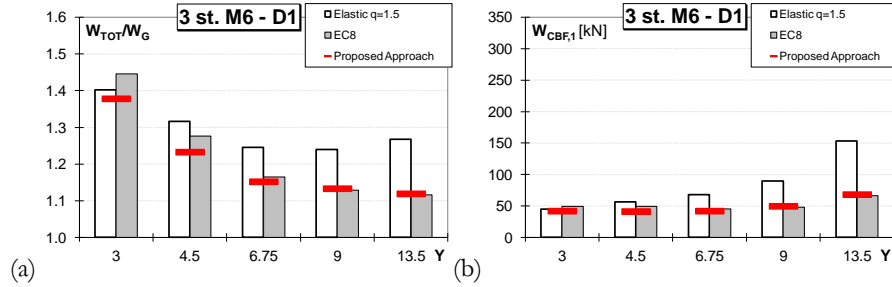 3 st. M6 - D1
W_TOT/W_G
Elastic q=1.5
EC8
Proposed Approach
1.6
1.5
1.4
1.3
1.2
1.1
1.0
3 4.5 6.75 9 13.5 Y
(a)
3 st. M6 - D1
W_CBF,1 [kN]
Elastic q=1.5
EC8
Proposed Approach
350
300
250
200
150
100
50
0
3 4.5 6.75 9 13.5 Y
(b)